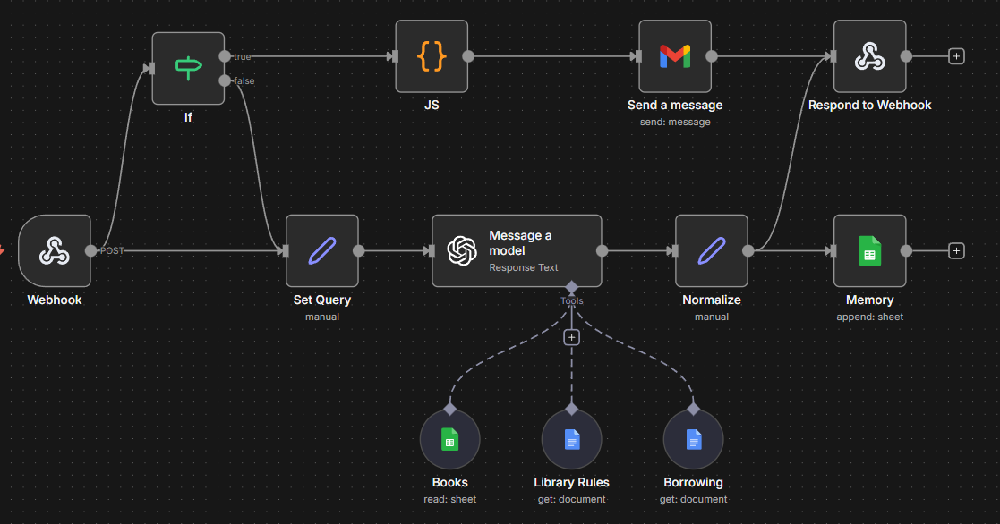 true
false
If
JS
Send a message
send: message
Respond to Webhook
POST
Webhook
Set Query
manual
Message a
model
Response Text
Tools
Normalize
manual
Memory
append: sheet
Books
read: sheet
Library Rules
get: document
Borrowing
get: document